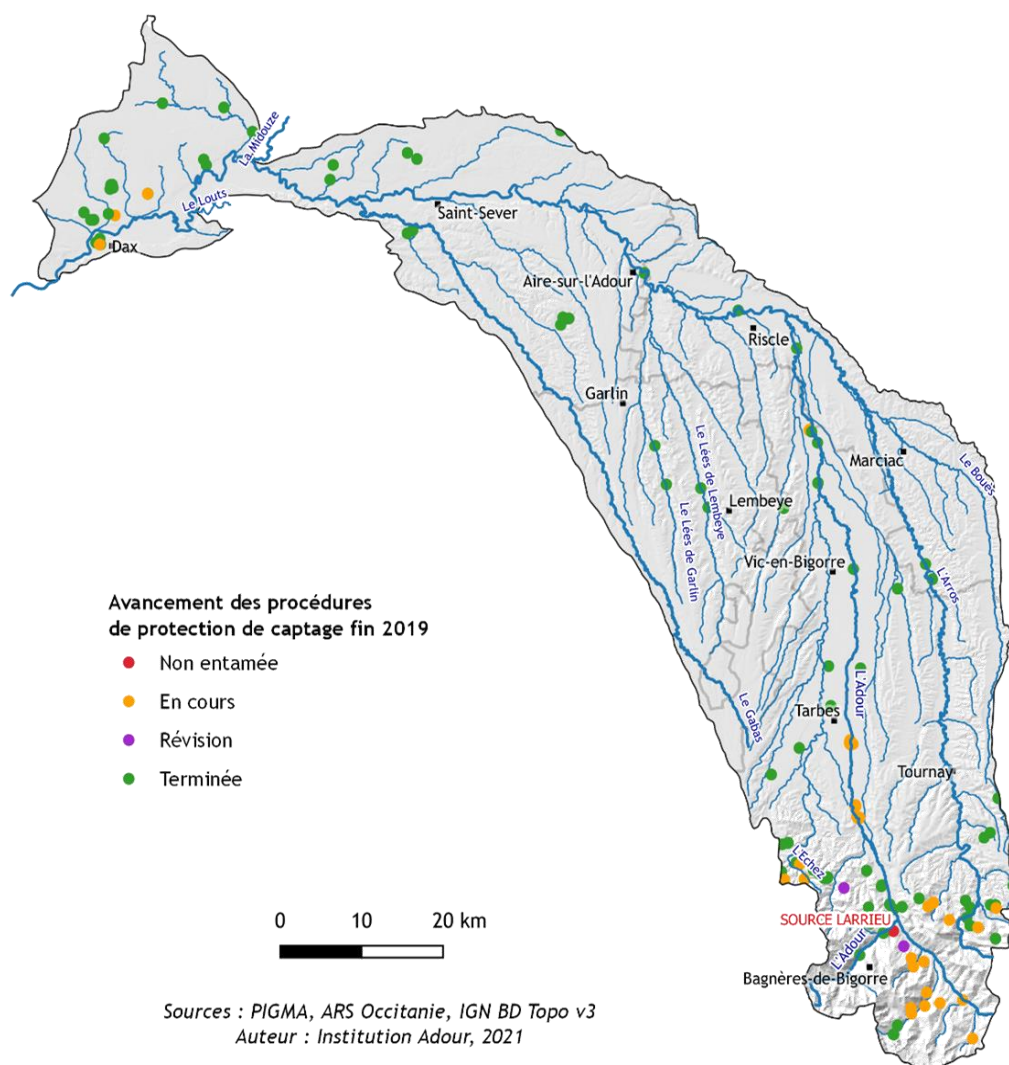 La Midouze
Le Louts
Saint-Sever
Dax
Aire-sur-l'Adour
Riscle
Garlin
Marciac
Le Bouès
Le Lées de Lembeye
Lembeye
Le Lées de Garlin
Vic-en-Bigorre
L'Arros
Avancement des procédures
de protection de captage fin 2019
Non entamée
En cours
Révision
Terminée
L'Adour
Le Gabas
Tarbes
Tournay
L'Echez
SOURCE LARRIEU
L'Adour
Bagnères-de-Bigorre
0 10 20 km
Sources : PIGMA, ARS Occitanie, IGN BD Topo v3
Auteur : Institution Adour, 2021